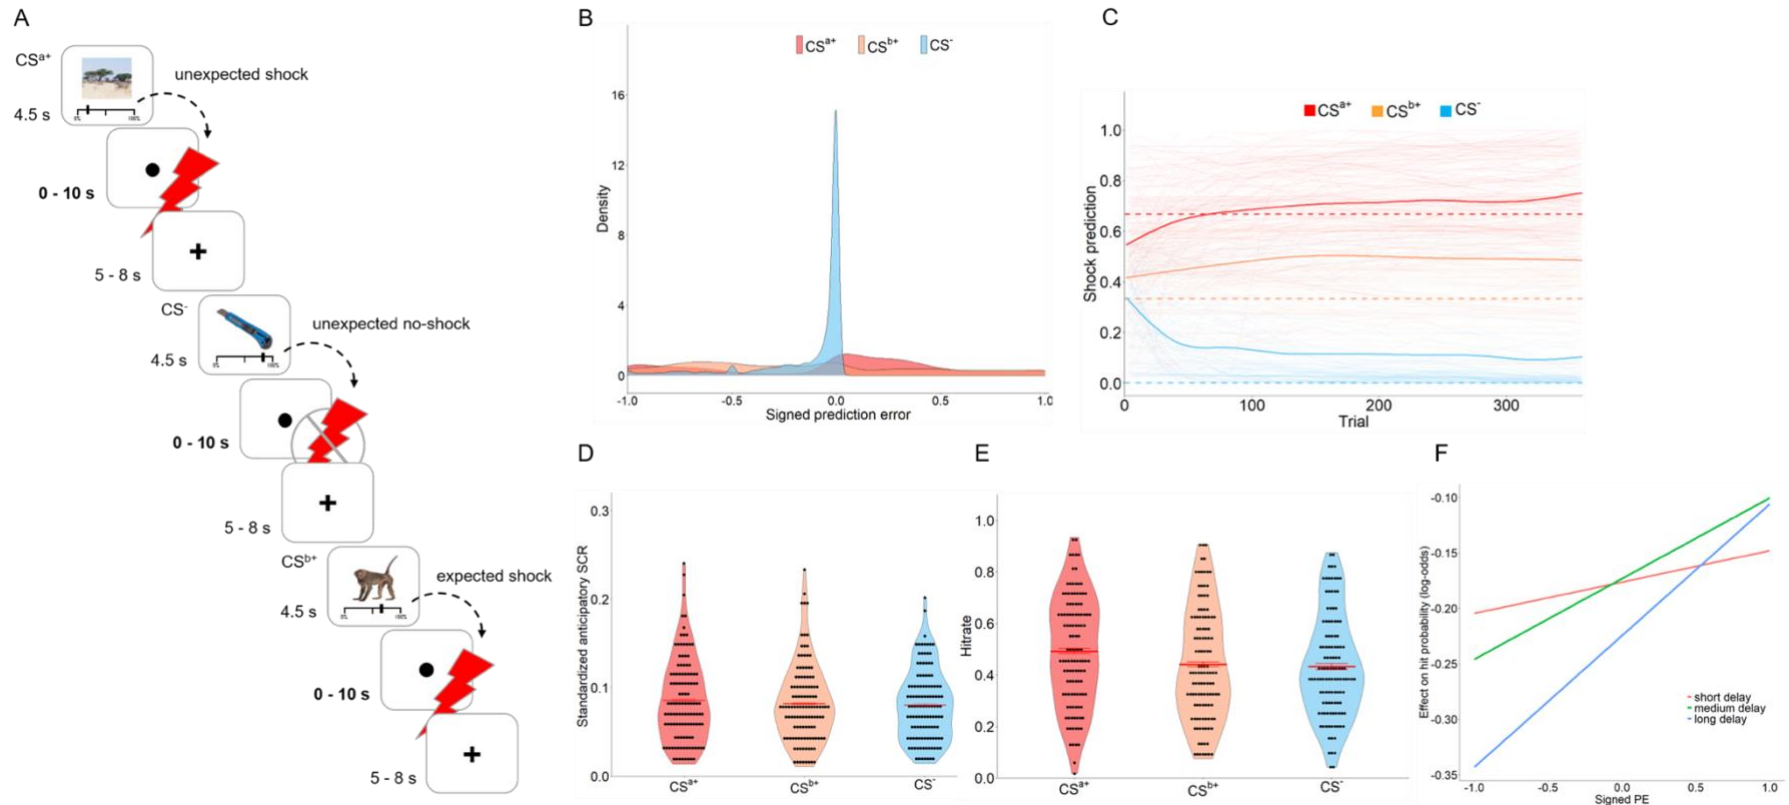 A
CSa+
unexpected shock
0%
100%
4.5 s
0 - 10 s
5 - 8 s
CS-
unexpected no-shock
0%
100%
4.5 s
0 - 10 s
5 - 8 s
CSb+
expected shock
0%
100%
4.5 s
0 - 10 s
5 - 8 s
B
CSa+ CSb+ CS-
Density
16
12
8
4
0
-1.0 -0.5 0.0 0.5 1.0
Signed prediction error
C
CSa+ CSb+ CS-
Shock prediction
1.0
0.8
0.6
0.4
0.2
0.0
0 100 200 300
Trial
D
Standardized anticipatory SCR
0.3
0.2
0.1
0.0
CSa+ CSb+ CS-
E
Hitrate
1.0
0.8
0.6
0.4
0.2
0.0
CSa+ CSb+ CS-
F
Effect on hit probability (log-odds)
-0.10
-0.15
-0.20
-0.25
-0.30
-0.35
short delay
medium delay
long delay
-1.0 -0.5 0.0 0.5 1.0
Signed PE